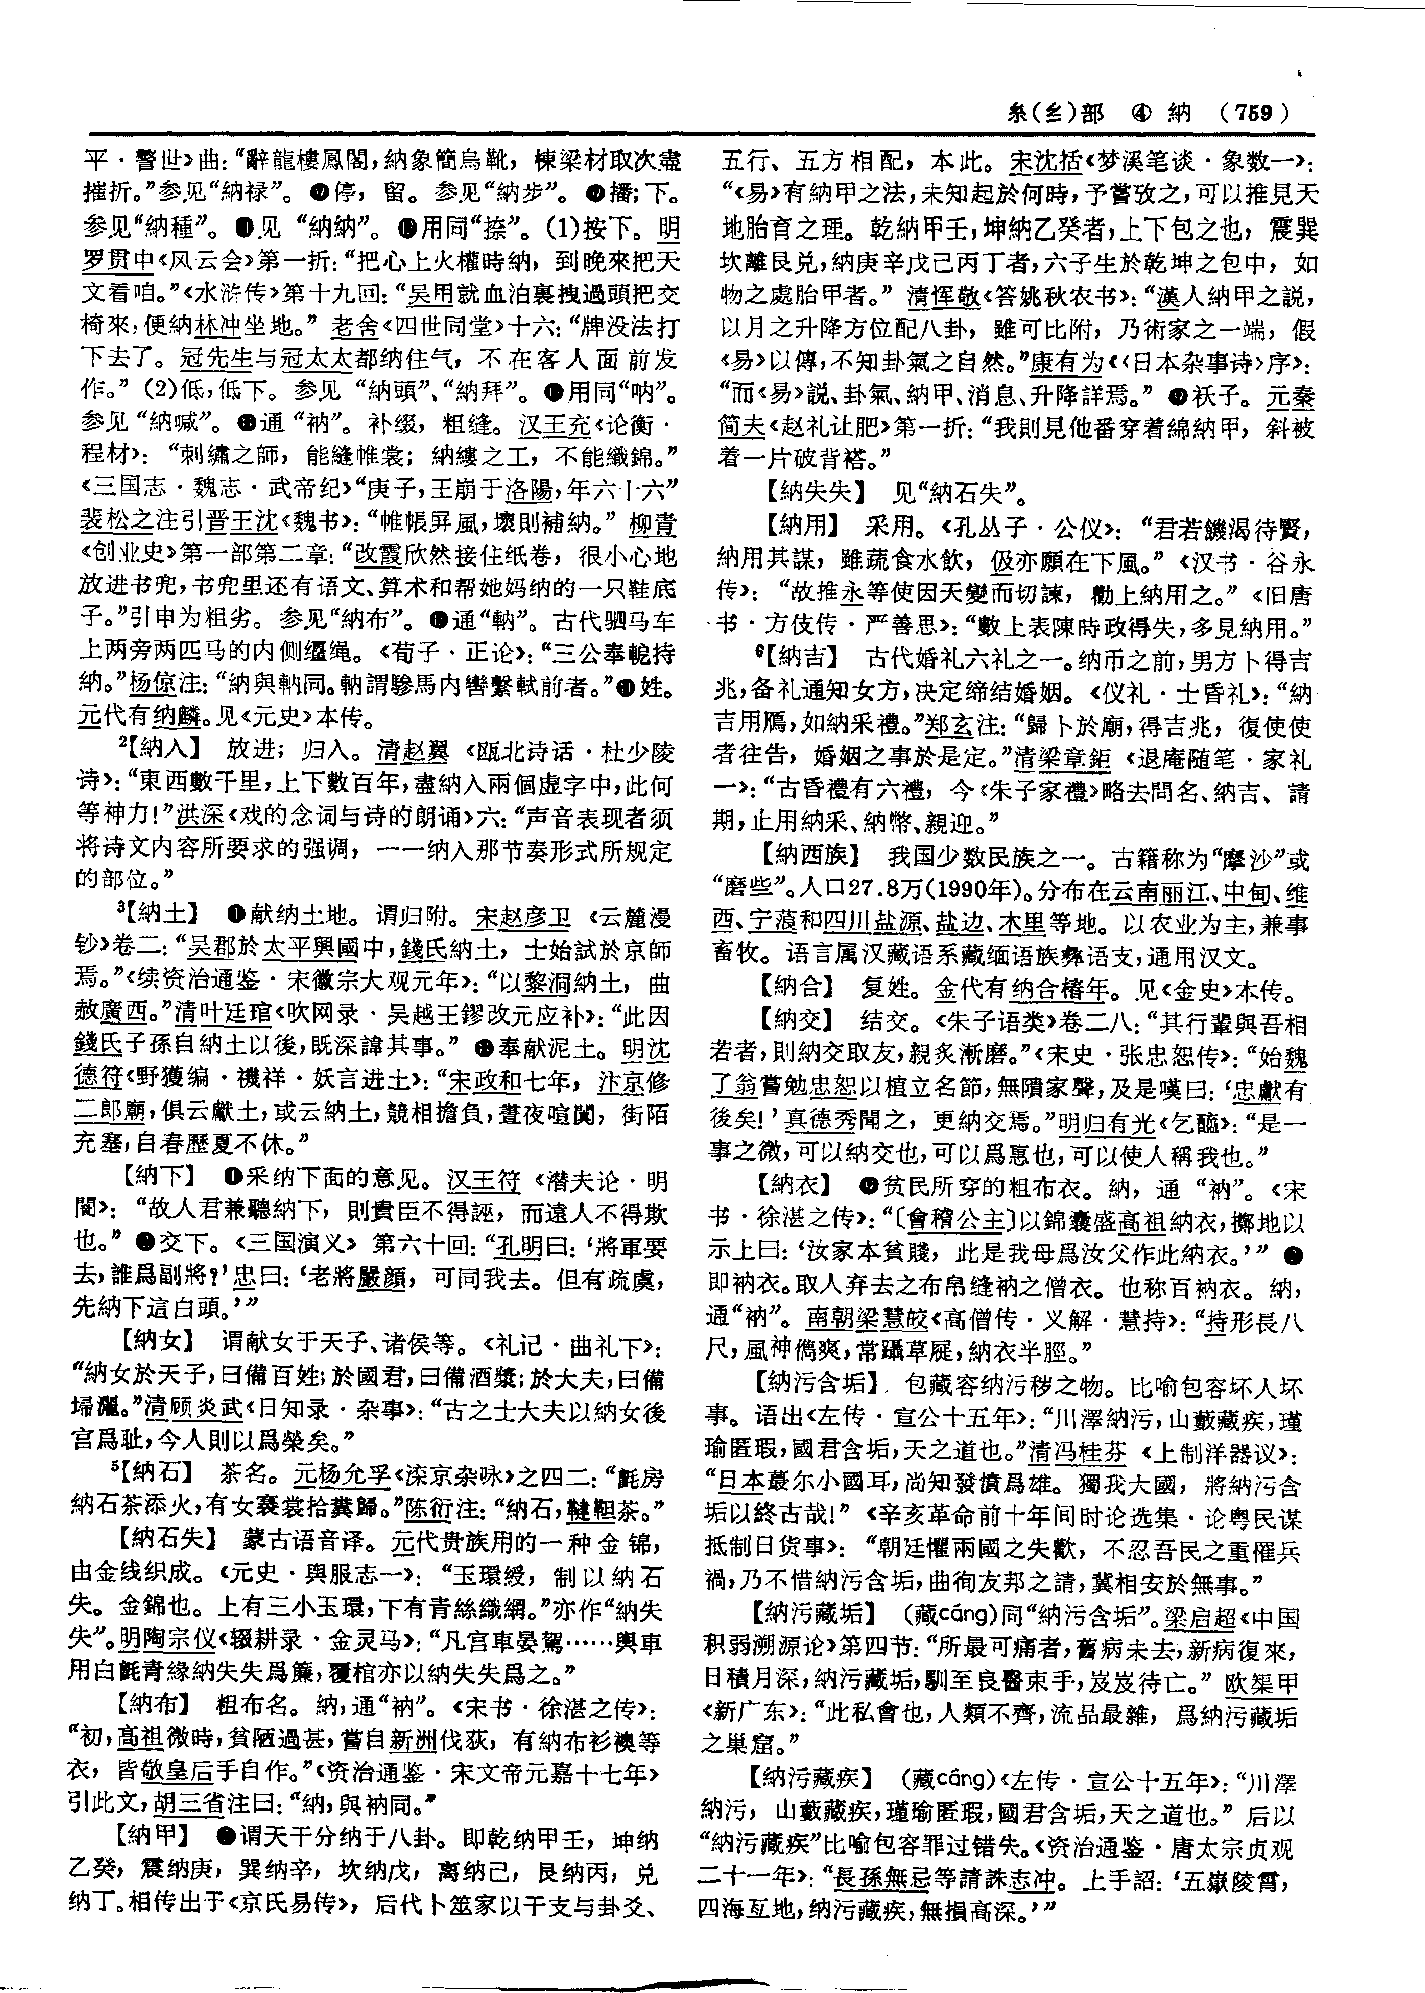 糸(糹)部 ④ 納 (759)
平·警世》曲:“辭龍樓鳳閣,納象簡烏靴,棟梁材取次盡
摧折。”参见“納禄”。停,留。参见“納步”。播;下。
参见“納種”。见“納納”。用同“捺”。(1)按下。明
罗贯中《风云会》第一折:“把心上火權時納,到晚來把天
文看咱。”《水浒传》第十九回:“吴用就血泊裏拽過頭把交
椅來,便納林冲坐地。”老舍《四世同堂》十六:“牌没法打
下去了。冠先生与冠太太都纳住气,不在客人面前发
作。”(2)低,低下。参见“納頭”、“納拜”。用同“呐”。
参见“納喊”。通“衲”。补缀,粗缝。汉王充《论衡·
程材》:“刺繡之師,能縫帷裳;納縷之工,不能織錦。”
《三国志·魏志·武帝纪》“庚子,王崩于洛陽,年六十六”
裴松之注引晋王沈《魏书》:“帷帳屏風,壞則補納。”柳青
《创业史》第一部第二章:“改霞欣然接住纸卷,很小心地
放进书兜,书兜里还有语文、算术和帮她妈纳的一只鞋底
子。”引申为粗劣。参见“納布”。通“軜”。古代驷马车
上两旁两匹马的内侧缰绳。《荀子·正论》:“三公奉軶持
納。”杨倞注:“納與軜同。軜謂驂馬内轡繫軾前者。”姓。
元代有纳麟。见《元史》本传。
2【納入】 放进;归入。清赵翼《瓯北诗话·杜少陵
诗》:“東西數千里,上下數百年,盡納入兩個虚字中,此何
等神力!”洪深《戏的念词与诗的朗诵》六:“声音表现者须
将诗文内容所要求的强调,一一纳入那节奏形式所规定
的部位。”
3【納土】 ❶献纳土地。谓归附。宋赵彦卫《云麓漫
钞》卷二:“吴郡於太平興國中,錢氏納土,士始試於京師
焉。”《续资治通鉴·宋徽宗大观元年》:“以黎洞納土,曲
赦廣西。”清叶廷琯《吹网录·吴越王鏐改元应补》:“此因
錢氏子孫自納土以後,既深諱其事。”❷奉献泥土。明沈
德符《野獲编·禨祥·妖言进土》:“宋政和七年,汴京修
二郎廟,俱云獻土,或云納土,競相擔負,晝夜喧闐,街陌
充塞,自春歷夏不休。”
【納下】 ❶采纳下面的意见。汉王符《潜夫论·明
闇》:“故人君兼聽納下,則貴臣不得誣,而遠人不得欺
也。”❷交下。《三国演义》第六十回:“孔明曰:‘將軍要
去,誰爲副將?’忠曰:‘老將嚴顔,可同我去。但有疏虞,
先納下這白頭。’”
【納女】 谓献女于天子、诸侯等。《礼记·曲礼下》:
“納女於天子,曰備百姓;於國君,曰備酒漿;於大夫,曰備
埽灑。”清顾炎武《日知录·杂事》:“古之士大夫以納女後
宫爲耻,今人則以爲榮矣。”
5【納石】 茶名。元杨允孚《滦京杂咏》之四二:“氈房
納石茶添火,有女褰裳拾糞歸。”陈衍注:“納石,韃靼茶。”
【納石失】 蒙古语音译。元代贵族用的一种金锦,
由金线织成。《元史·舆服志一》:“玉環綬,制以納石
失。金錦也。上有三小玉環,下有青絲織網。”亦作“納失
失”。明陶宗仪《辍耕录·金灵马》:“凡宫車晏駕……輿車
用白氈青緣納失失爲簾,覆棺亦以納失失爲之。”
【納布】 粗布名。納,通“衲”。《宋书·徐湛之传》:
“初,高祖微時,貧陋過甚,嘗自新洲伐荻,有納布衫襖等
衣,皆敬皇后手自作。”《资治通鉴·宋文帝元嘉十七年》
引此文,胡三省注曰:“納,與衲同。”
【納甲】 ❶谓天干分纳于八卦。即乾纳甲壬,坤纳
乙癸,震纳庚,巽纳辛,坎纳戊,离纳己,艮纳丙,兑
纳丁。相传出于《京氏易传》,后代卜筮家以干支与卦爻、
五行、五方相配,本此。宋沈括《梦溪笔谈·象数一》:
“《易》有納甲之法,未知起於何時,予嘗攷之,可以推見天
地胎育之理。乾納甲壬,坤納乙癸者,上下包之也,震巽
坎離艮兑,納庚辛戊己丙丁者,六子生於乾坤之包中,如
物之處胎甲者。”清恽敬《答姚秋农书》:“漢人納甲之説,
以月之升降方位配八卦,雖可比附,乃術家之一端,假
《易》以傳,不知卦氣之自然。”康有为《〈日本杂事诗〉序》:
“而《易》説、卦氣、納甲、消息、升降詳焉。”❷袄子。元秦
简夫《赵礼让肥》第一折:“我則見他番穿着綿納甲,斜被
着一片破背褡。”
【納失失】 见“納石失”。
【納用】 采用。《孔丛子·公仪》:“君若饑渴待賢,
納用其謀,雖蔬食水飲,伋亦願在下風。”《汉书·谷永
传》:“故推永等使因天變而切諫,勸上納用之。”《旧唐
书·方伎传·严善思》:“數上表陳時政得失,多見納用。”
6【納吉】 古代婚礼六礼之一。纳币之前,男方卜得吉
兆,备礼通知女方,决定缔结婚姻。《仪礼·士昏礼》:“納
吉用鴈,如納采禮。”郑玄注:“歸卜於廟,得吉兆,復使使
者往告,婚姻之事於是定。”清梁章鉅《退庵随笔·家礼
一》:“古昏禮有六禮,今《朱子家禮》略去問名、納吉、請
期,止用納采、納幣、親迎。”
【納西族】 我国少数民族之一。古籍称为“摩沙”或
“磨些”。人口27.8万(1990年)。分布在云南丽江、中甸、维
西、宁蒗和四川盐源、盐边、木里等地。以农业为主,兼事
畜牧。语言属汉藏语系藏缅语族彝语支,通用汉文。
【納合】 复姓。金代有纳合椿年。见《金史》本传。
【納交】 结交。《朱子语类》卷二八:“其行輩與吾相
若者,則納交取友,親炙漸磨。”《宋史·张忠恕传》:“始魏
了翁嘗勉忠恕以植立名節,無隤家聲,及是嘆曰:‘忠獻有
後矣!’真德秀聞之,更納交焉。”明归有光《乞醯》:“是一
事之微,可以納交也,可以爲惠也,可以使人稱我也。”
【納衣】 ❶贫民所穿的粗布衣。納,通“衲”。《宋
书·徐湛之传》:“〔會稽公主〕以錦囊盛高祖納衣,擲地以
示上曰:‘汝家本貧賤,此是我母爲汝父作此納衣。’”❷
即衲衣。取人弃去之布帛缝衲之僧衣。也称百衲衣。納,
通“衲”。南朝梁慧皎《高僧传·义解·慧持》:“持形長八
尺,風神儁爽,常躡草屣,納衣半脛。”
【納污含垢】 包藏容纳污秽之物。比喻包容坏人坏
事。语出《左传·宣公十五年》:“川澤納污,山藪藏疾,瑾
瑜匿瑕,國君含垢,天之道也。”清冯桂芬《上制洋器议》:
“日本蕞尔小國耳,尚知發憤爲雄。獨我大國,將納污含
垢以終古哉!”《辛亥革命前十年间时论选集·论粤民谋
抵制日货事》:“朝廷懼兩國之失歡,不忍吾民之重罹兵
禍,乃不惜納污含垢,曲徇友邦之請,冀相安於無事。”
【納污藏垢】 (藏cáng)同“納污含垢”。梁启超《中国
积弱溯源论》第四节:“所最可痛者,舊病未去,新病復來,
日積月深,納污藏垢,馴至良醫束手,岌岌待亡。”欧榘甲
《新广东》:“此私會也,人類不齊,流品最雜,爲納污藏垢
之巢窟。”
【納污藏疾】 (藏cáng)《左传·宣公十五年》:“川澤
納污,山藪藏疾,瑾瑜匿瑕,國君含垢,天之道也。”后以
“納污藏疾”比喻包容罪过错失。《资治通鉴·唐太宗贞观
二十一年》:“長孫無忌等請誅志冲。上手詔:‘五嶽陵霄,
四海亙地,納污藏疾,無損高深。’”